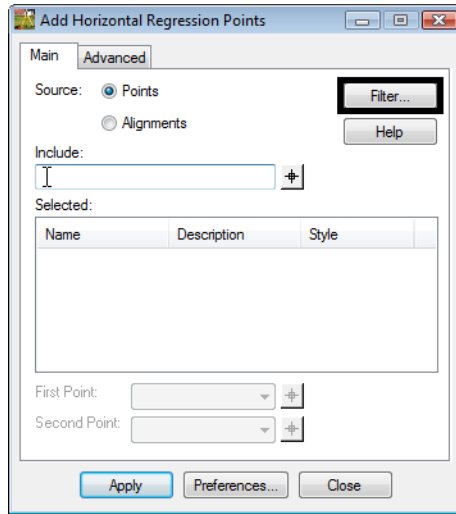 Add Horizontal Regression Points
Main Advanced
Source: Points Filter...
Alignments Help
Include:
Selected:
Name Description Style
First Point:
Second Point:
Apply Preferences... Close